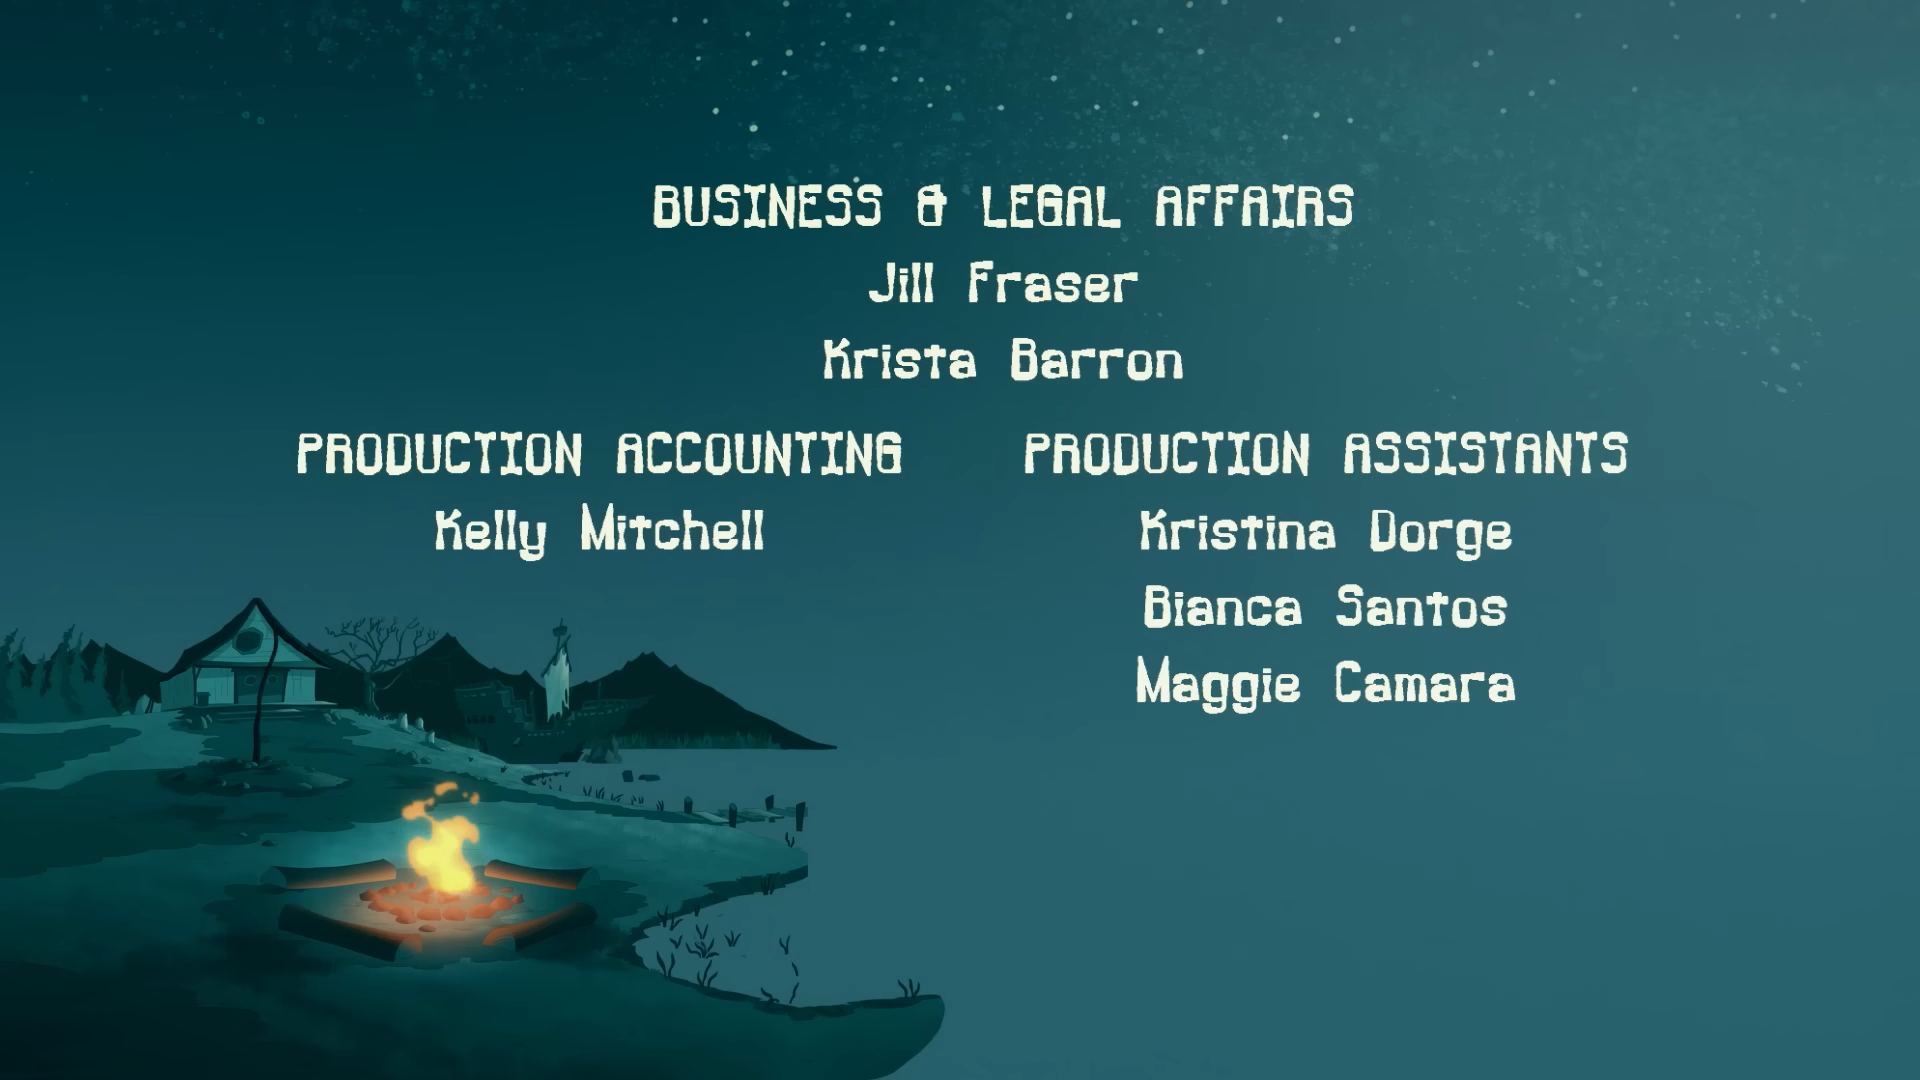 BUSINESS & LEGAL AFFAIRS
Jill Fraser
Krista Barron
PRODUCTION ACCOUNTING
Kelly Mitchell
PRODUCTION ASSISTANTS
Kristina Dorge
Bianca Santos
Maggie Camara